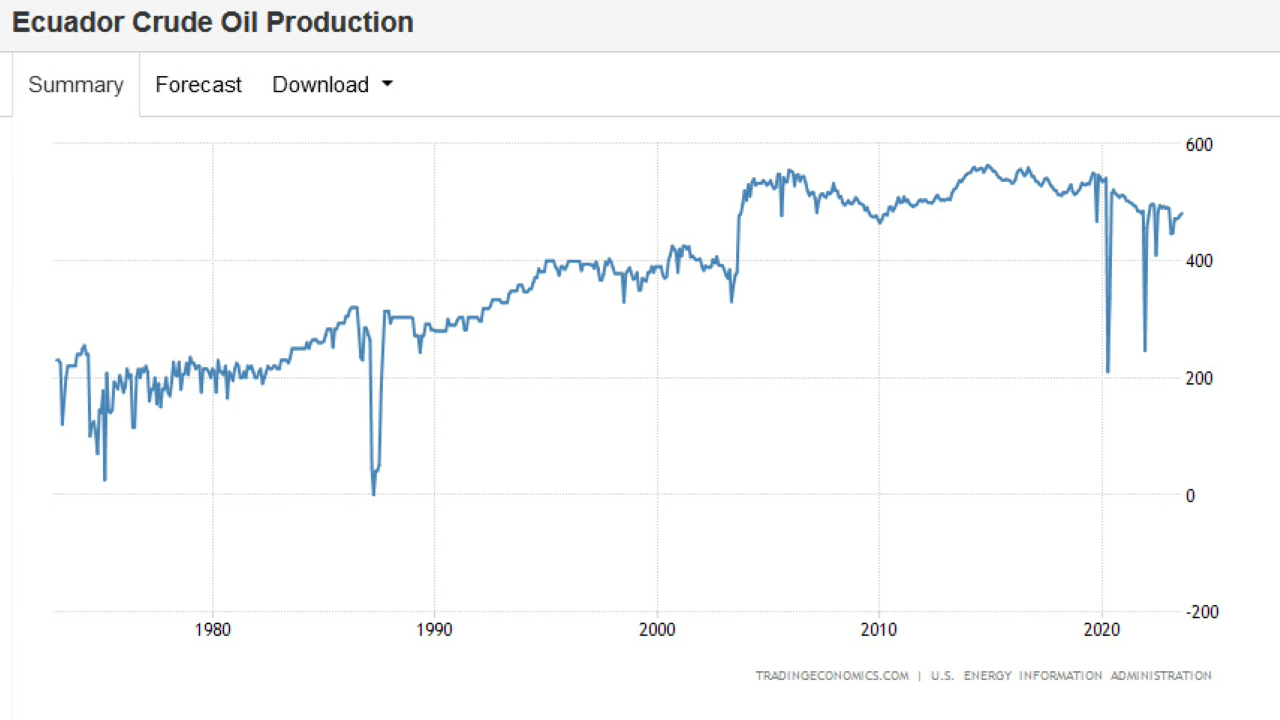 Ecuador Crude Oil Production
Summary Forecast Download
600
400
200
0
-200
1980 1990 2000 2010 2020
TRADINGECONOMICS.COM | U.S. ENERGY INFORMATION ADMINISTRATION